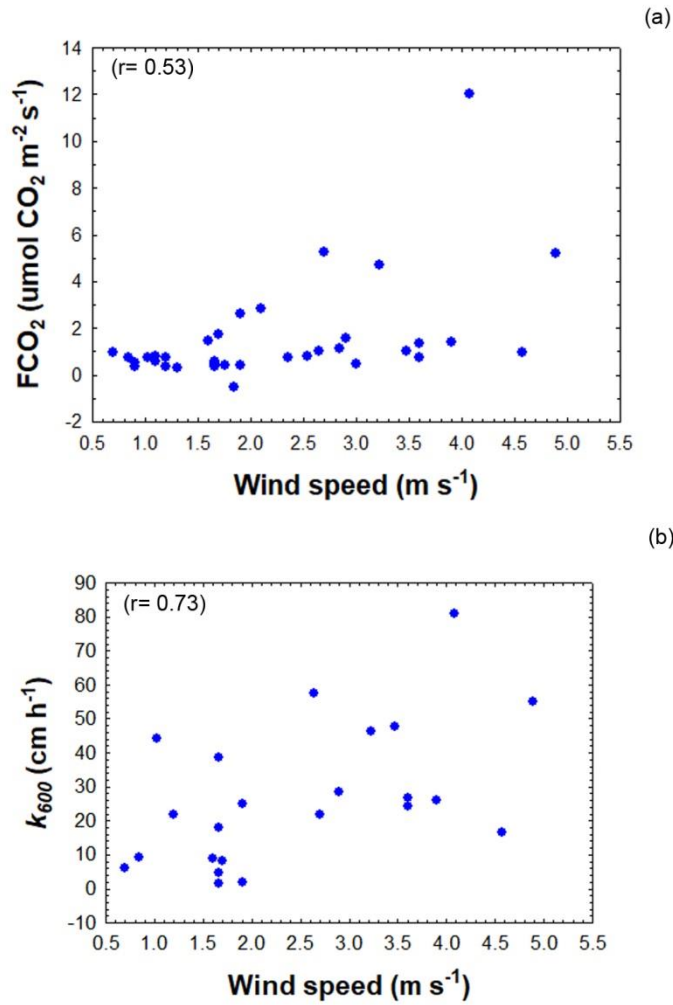 (a)
14
(r= 0.53)
12
10
8
6
4
2
0
-2
FCO₂ (umol CO₂ m⁻² s⁻¹)
0.5 1.0 1.5 2.0 2.5 3.0 3.5 4.0 4.5 5.0 5.5
Wind speed (m s⁻¹)
(b)
90
(r= 0.73)
80
70
60
50
40
30
20
10
0
-10
k₆₀₀ (cm h⁻¹)
0.5 1.0 1.5 2.0 2.5 3.0 3.5 4.0 4.5 5.0 5.5
Wind speed (m s⁻¹)